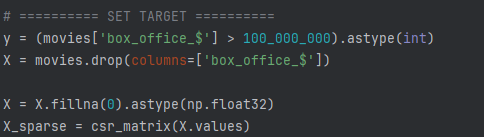 # ========== SET TARGET ==========
y = (movies['box_office_$'] > 100_000_000).astype(int)
X = movies.drop(columns=['box_office_$'])
X = X.fillna(0).astype(np.float32)
X_sparse = csr_matrix(X.values)